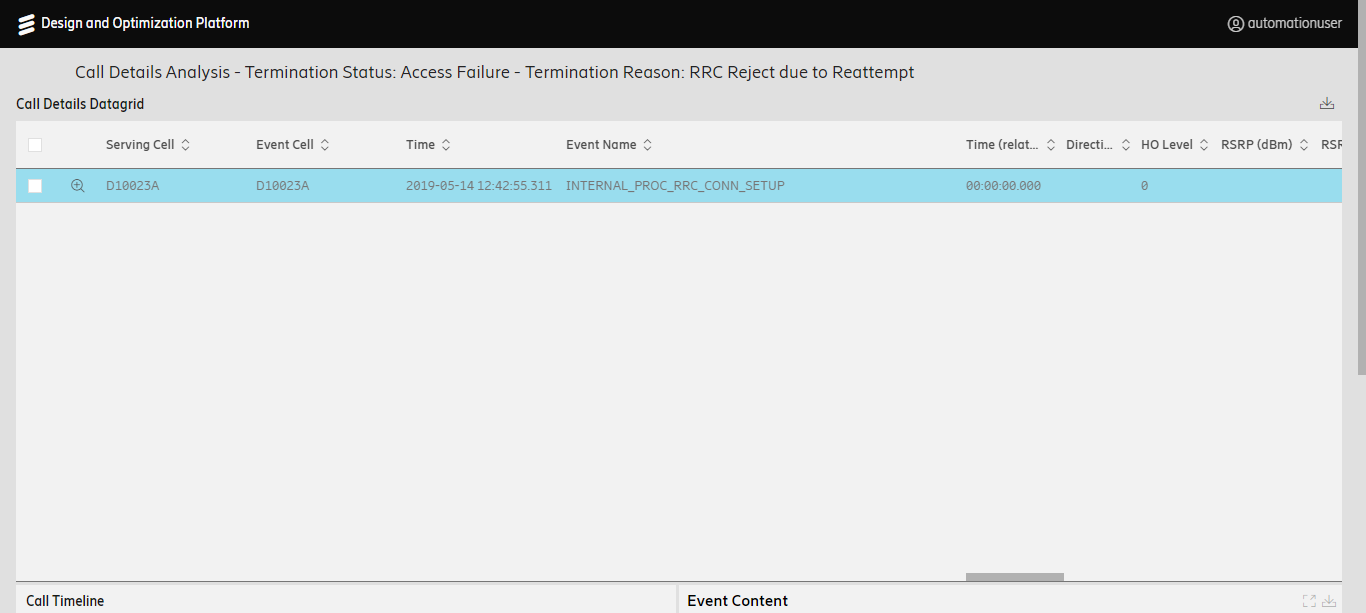 Design and Optimization Platform
automationuser
Call Details Analysis - Termination Status: Access Failure - Termination Reason: RRC Reject due to Reattempt
Call Details Datagrid
Serving Cell Event Cell Time Event Name Time (relat... Directi... HO Level RSRP (dBm) RSR
D10023A D10023A 2019-05-14 12:42:55.311 INTERNAL_PROC_RRC_CONN_SETUP 00:00:00.000 0
Call Timeline
Event Content